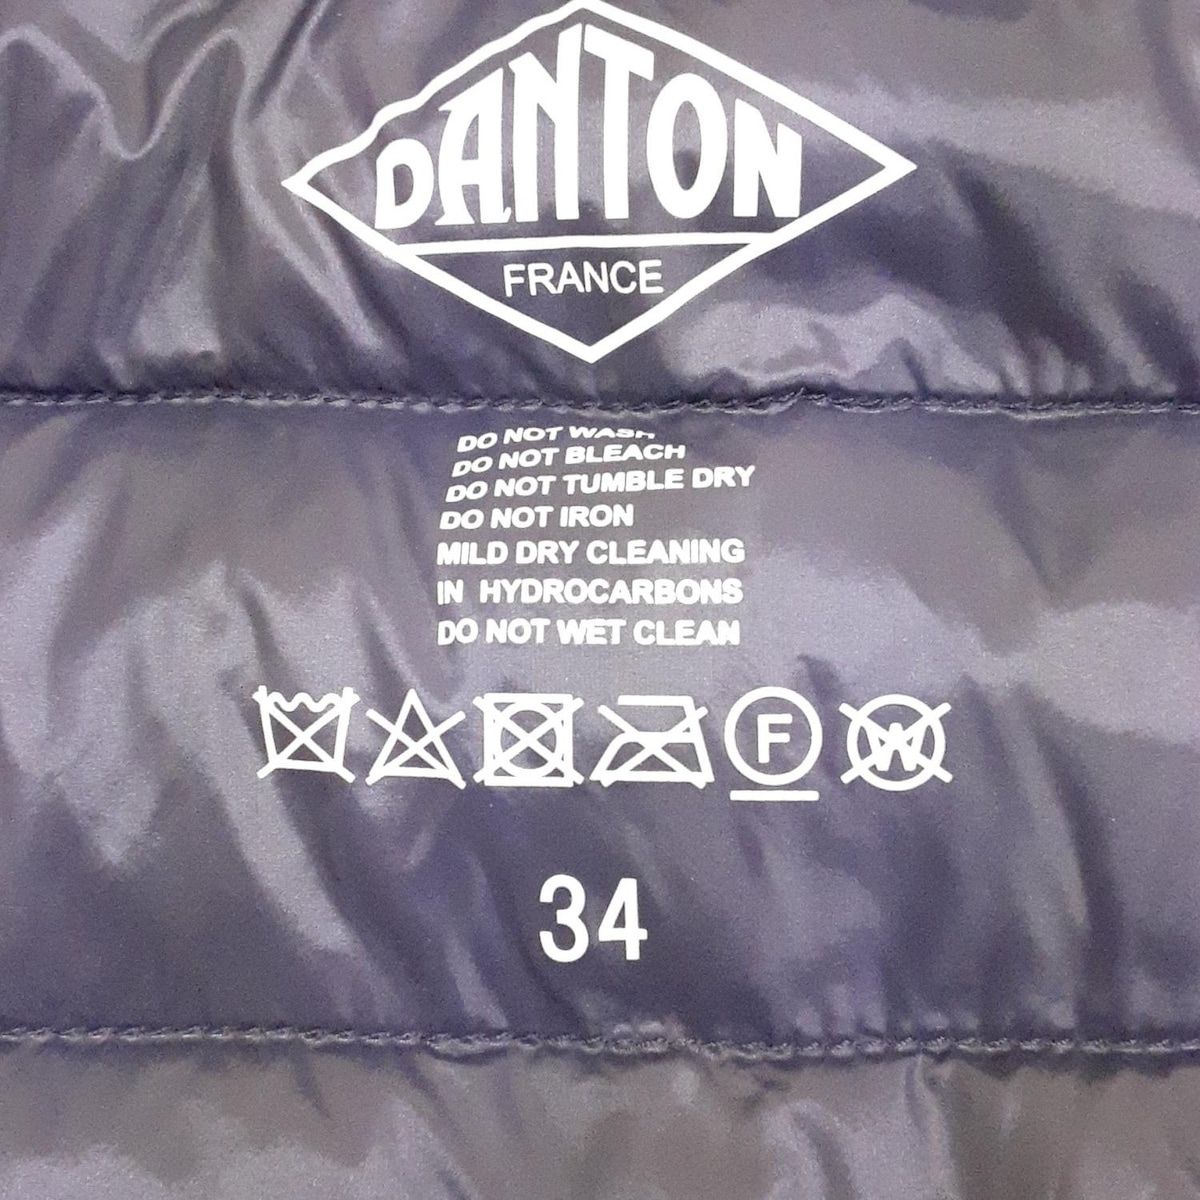 DANTON
FRANCE
DO NOT WASH
DO NOT BLEACH
DO NOT TUMBLE DRY
DO NOT IRON
MILD DRY CLEANING
IN HYDROCARBONS
DO NOT WET CLEAN
F W
34